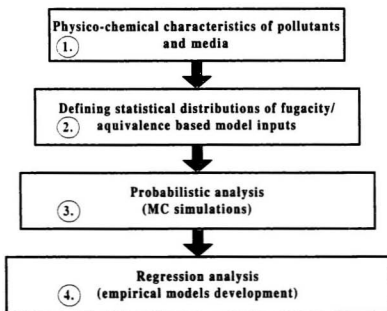 Physico-chemical characteristics of pollutants
and media
1.
Defining statistical distributions of fugacity/
aquivalence based model inputs
2.
Probabilistic analysis
(MC simulations)
3.
Regression analysis
(empirical models development)
4.